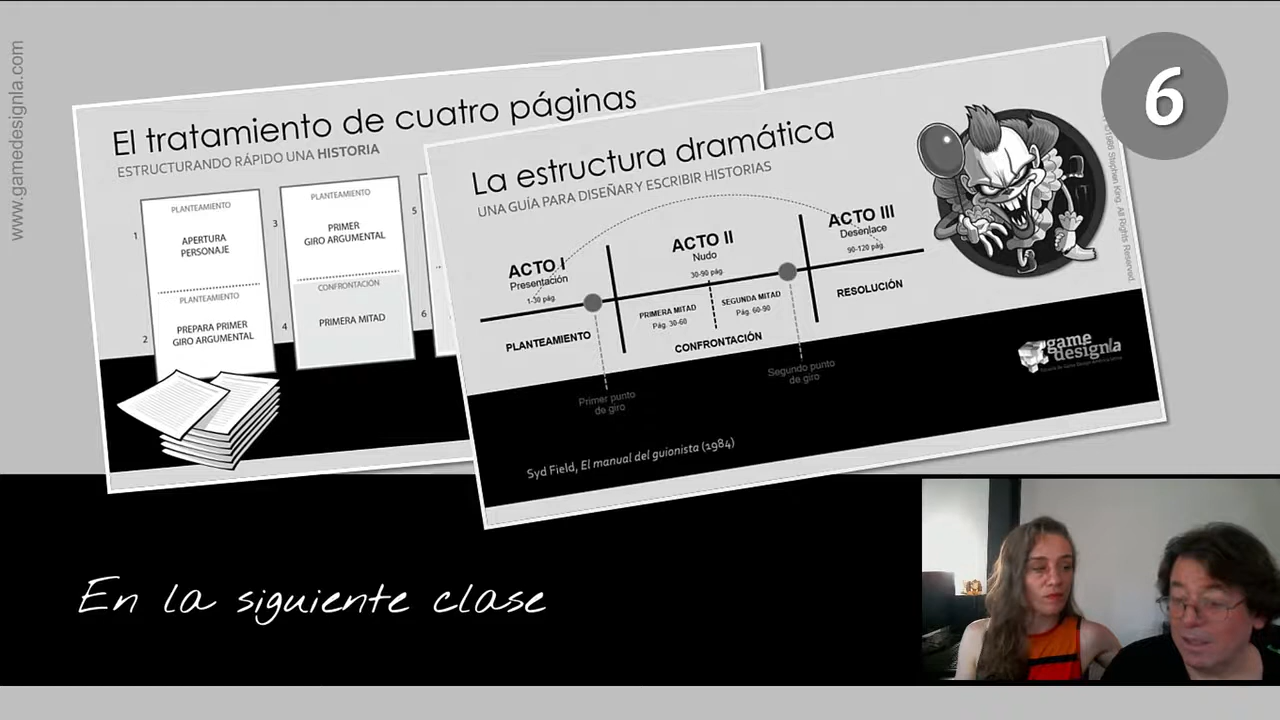 www.gamedesignla.com
El tratamiento de cuatro páginas
ESTRUCTURANDO RÁPIDO UNA HISTORIA
1
PLANTEAMIENTO
APERTURA
PERSONAJE
2
PLANTEAMIENTO
PREPARA PRIMER
GIRO ARGUMENTAL
3
PLANTEAMIENTO
PRIMER
GIRO ARGUMENTAL
4
CONFRONTACIÓN
PRIMERA MITAD
5
6
La estructura dramática
UNA GUÍA PARA DISEÑAR Y ESCRIBIR HISTORIAS
ACTO I
Presentación
1-30 pág.
PLANTEAMIENTO
ACTO II
Nudo
30-90 pág.
PRIMERA MITAD
Pág. 30-60
SEGUNDA MITAD
Pág. 60-90
CONFRONTACIÓN
ACTO III
Desenlace
90-120 pág.
RESOLUCIÓN
Primer punto
de giro
Segundo punto
de giro
Syd Field, El manual del guionista (1984)
game
designla
1986 Stephen King. All Rights Reserved
6
En la siguiente clase